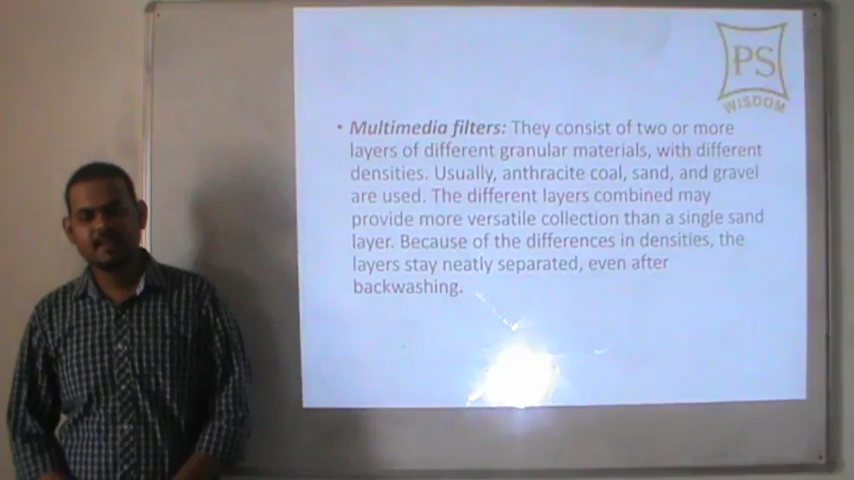 PS
WISDOM
• Multimedia filters: They consist of two or more
layers of different granular materials, with different
densities. Usually, anthracite coal, sand, and gravel
are used. The different layers combined may
provide more versatile collection than a single sand
layer. Because of the differences in densities, the
layers stay neatly separated, even after
backwashing.